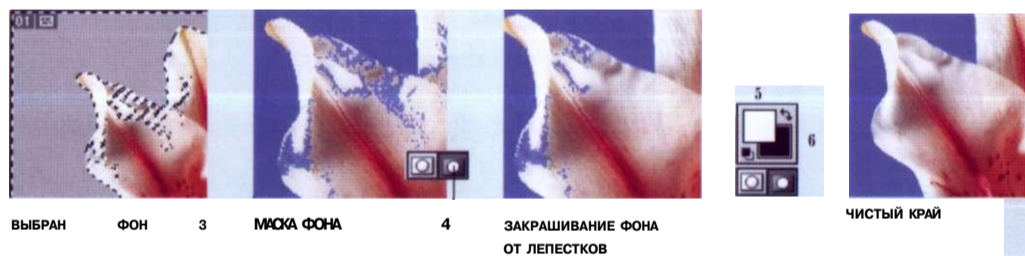 01
5
6
ВЫБРАН ФОН 3
МАСКА ФОНА 4
ЗАКРАШИВАНИЕ ФОНА
ОТ ЛЕПЕСТКОВ
ЧИСТЫЙ КРАЙ